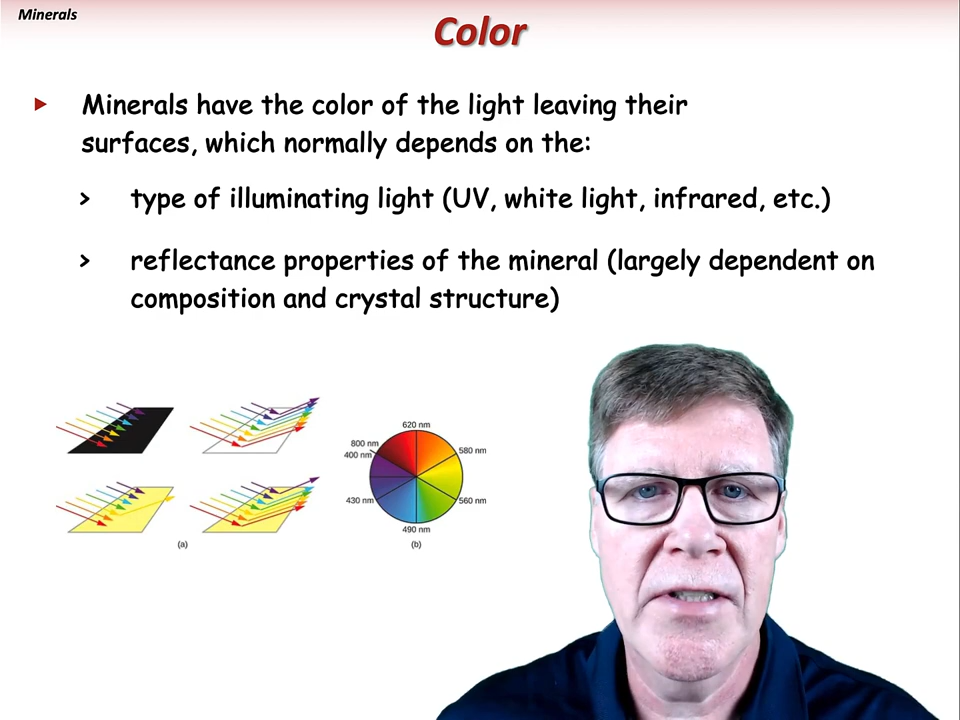 Minerals
Color
▶ Minerals have the color of the light leaving their
surfaces, which normally depends on the:
> type of illuminating light (UV, white light, infrared, etc.)
> reflectance properties of the mineral (largely dependent on
composition and crystal structure)
620 nm
800 nm
400 nm
580 nm
430 nm
560 nm
490 nm
(a)
(b)